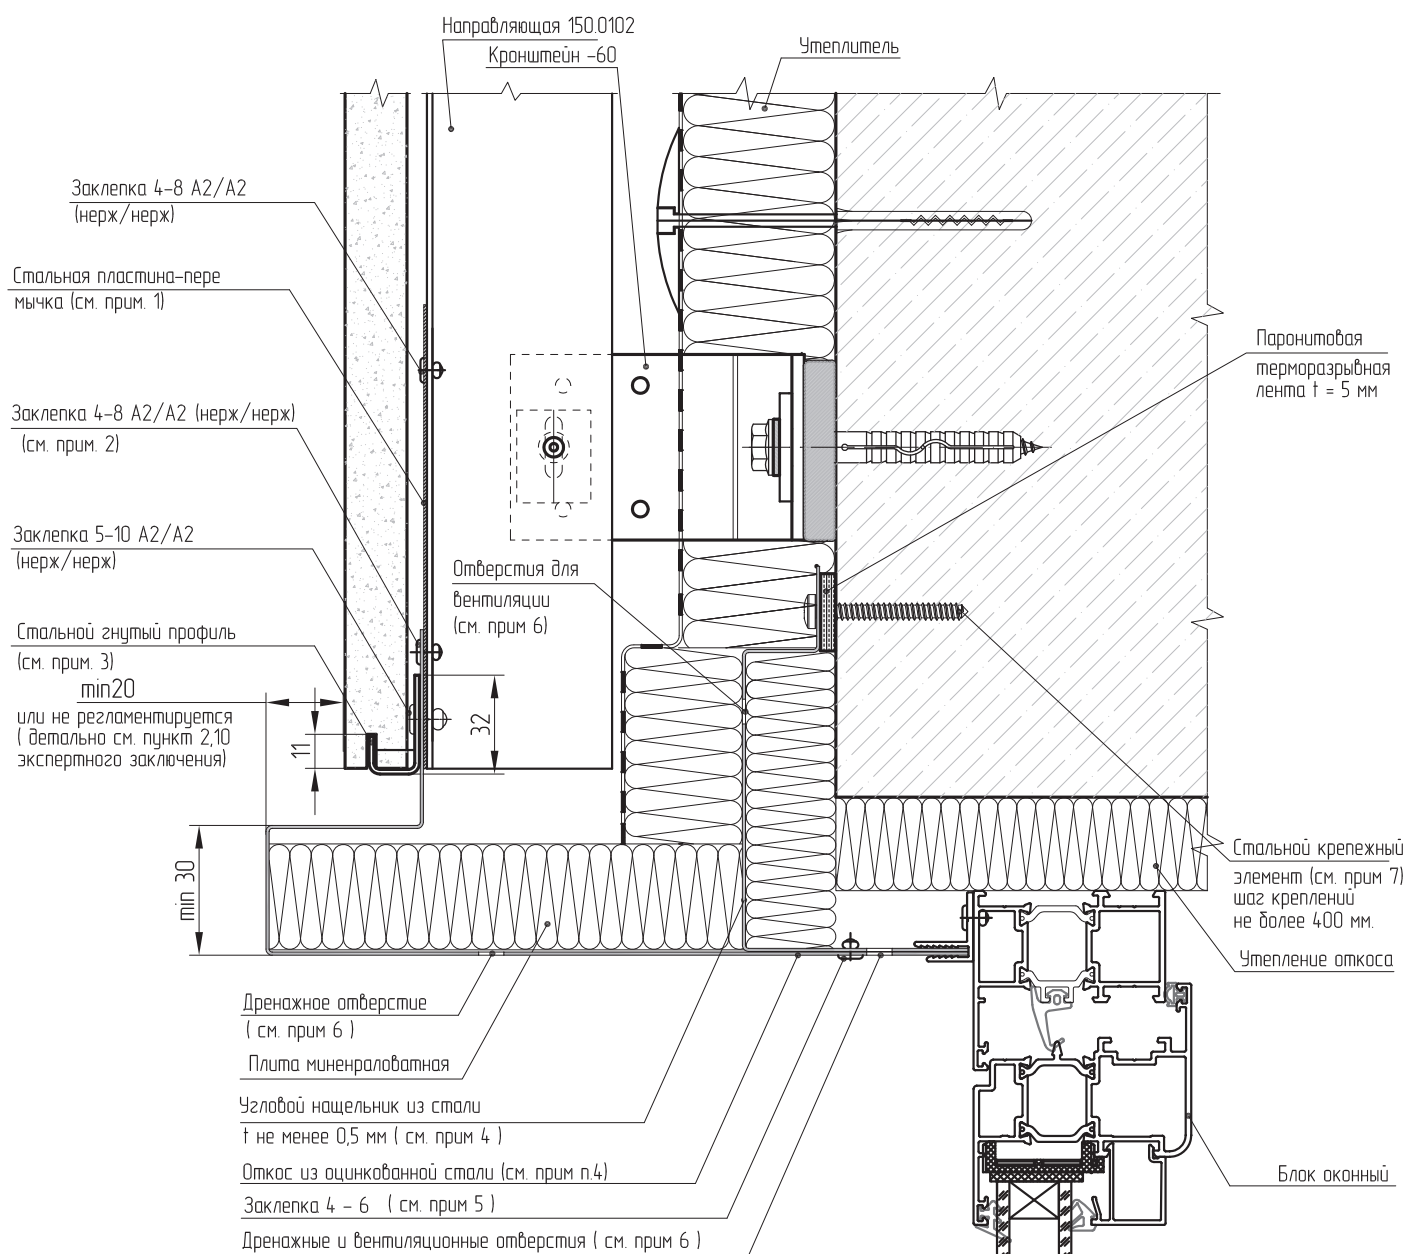 Направляющая 150.0102
Кронштейн -60
Утеплитель
Заклепка 4-8 А2/А2
(нерж/нерж)
Стальная пластина-пере
мычка (см. прим. 1)
Паронитовая
терморазрывная
лента t = 5 мм
Заклепка 4-8 А2/А2 (нерж/нерж)
(см. прим. 2)
Заклепка 5-10 А2/А2
(нерж/нерж)
Отверстия для
вентиляции
(см. прим 6)
Стальной гнутый профиль
(см. прим. 3)
min20
или не регламентируется
( детально см. пункт 2,10
экспертного заключения)
11
32
min 30
Стальной крепежный
элемент (см. прим 7)
шаг креплений
не более 400 мм.
Утепление откоса
Дренажное отверстие
( см. прим 6 )
Плита миненраловатная
Угловой нащельник из стали
t не менее 0,5 мм ( см. прим 4 )
Откос из оцинкованной стали (см. прим п.4)
Блок оконный
Заклепка 4 - 6 ( см. прим 5 )
Дренажные и вентиляционные отверстия ( см. прим 6 )